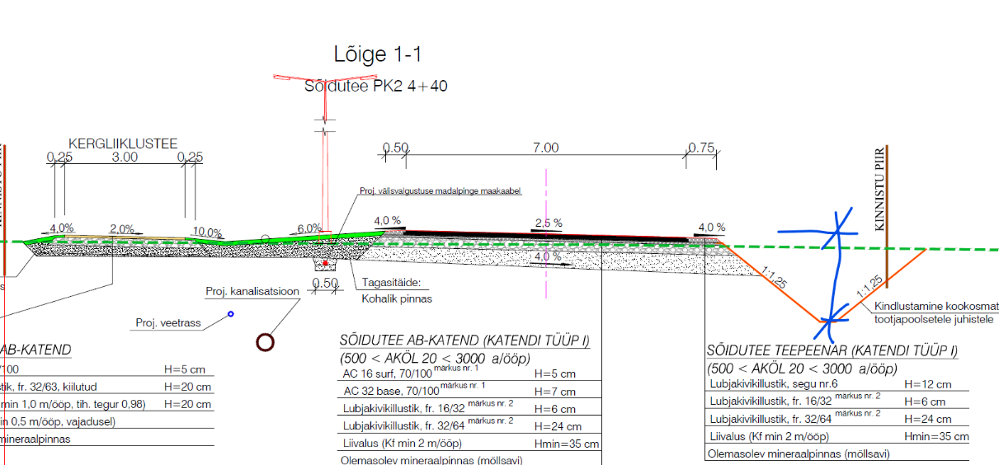 Lõige 1-1
Sõidutee PK2 4+40
KERGLIIKLUSTEE
0,25 3.00 0,25
0.50 7.00 0.75
KINNISTU PIIR
Proj. välisvalgustuse madalpinge maakaabel
4,0% 2,0% 10,0% 6,0% 4,0 % 2,5 % 4,0 %
4,0 %
1:1,25
1:1,25
0.50
Tagasitäide:
Kohalik pinnas
Proj. kanalisatsioon
Proj. veetrass
Kindlustamine kookosmat
tootjapoolsetele juhistele
AB-KATEND
/100 H=5 cm
tik, fr. 32/63, kiilutud H=20 cm
min 1,0 m/ööp, tih. tegur 0,98) H=20 cm
in 0,5 m/ööp, vajadusel)
mineraalpinnas
SÕIDUTEE AB-KATEND (KATENDI TÜÜP I)
(500 < AKÖL 20 < 3000 a/ööp)
AC 16 surf, 70/100 märkus nr. 1 H=5 cm
AC 32 base, 70/100 märkus nr. 1 H=7 cm
Lubjakivikillustik, fr. 16/32 märkus nr. 2 H=6 cm
Lubjakivikillustik, fr. 32/64 märkus nr. 2 H=24 cm
Liivalus (Kf min 2 m/ööp) Hmin=35 cm
Olemasolev mineraalpinnas (möllsavi)
SÕIDUTEE TEEPEENAR (KATENDI TÜÜP I)
(500 < AKÖL 20 < 3000 a/ööp)
Lubjakivikillustik, segu nr.6 H=12 cm
Lubjakivikillustik, fr. 16/32 märkus nr. 2 H=6 cm
Lubjakivikillustik, fr. 32/64 märkus nr. 2 H=24 cm
Liivalus (Kf min 2 m/ööp) Hmin=35 cm
Olemasolev mineraalpinnas (möllsavi)